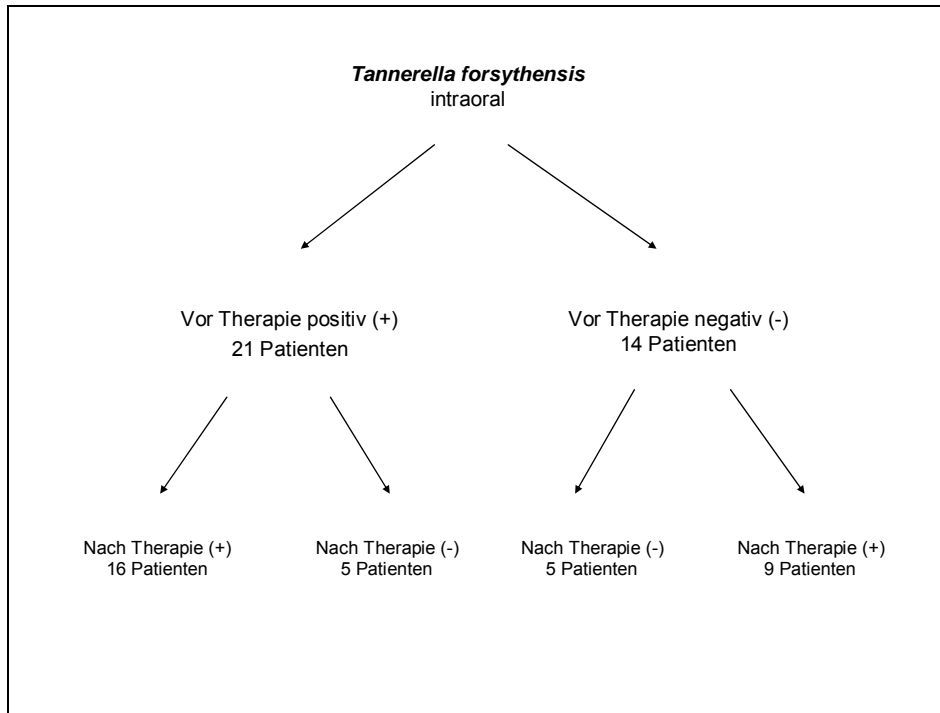 Tannerella forsythensis
intraoral
Vor Therapie positiv (+)
21 Patienten
Vor Therapie negativ (-)
14 Patienten
Nach Therapie (+)
16 Patienten
Nach Therapie (-)
5 Patienten
Nach Therapie (-)
5 Patienten
Nach Therapie (+)
9 Patienten